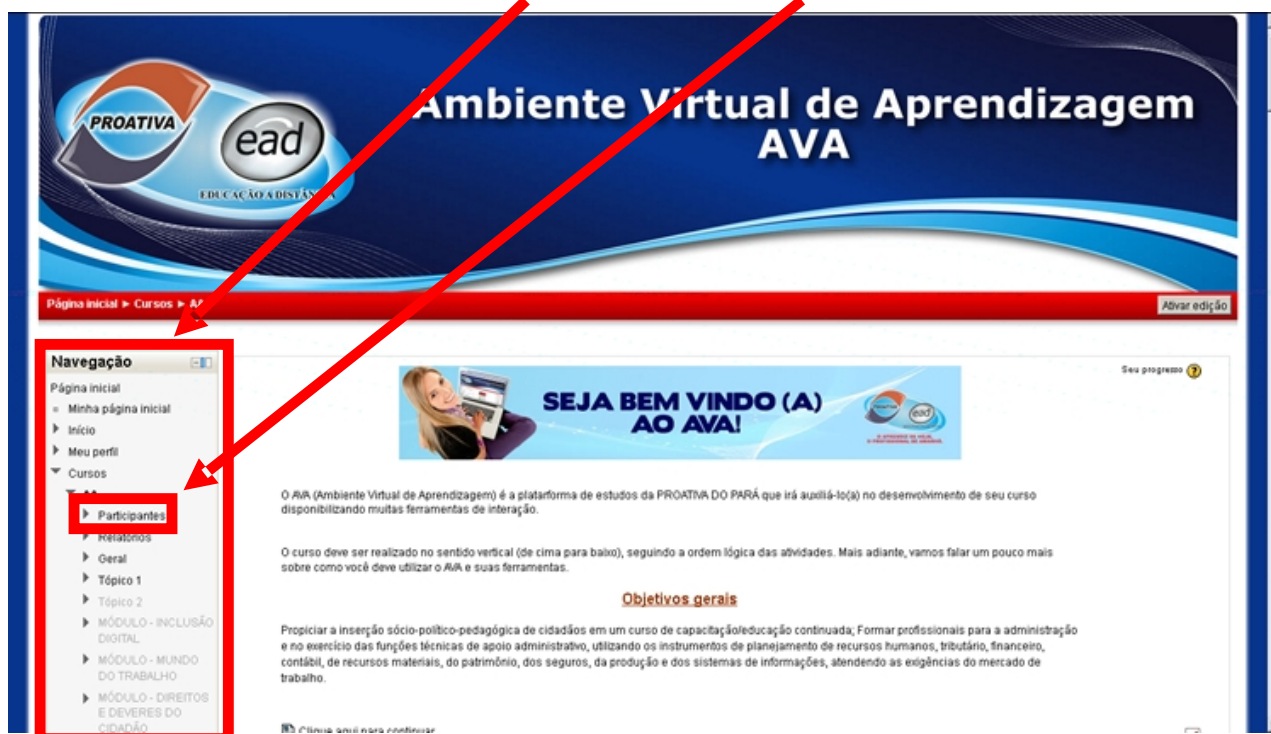 PROATIVA
ead
EDUCAÇÃO A DISTÂNCIA
Ambiente Virtual de Aprendizagem
AVA
Página inicial ► Cursos ►
Ativar edição
Navegação
Página inicial
Minha página inicial
Início
Meu perfil
Cursos
Participantes
Relatórios
Geral
Tópico 1
Tópico 2
MÓDULO - INCLUSÃO
DIGITAL
MÓDULO - MUNDO
DO TRABALHO
MÓDULO - DIREITOS
E DEVERES DO
CIDADÃO
Seu progresso
SEJA BEM VINDO (A)
AO AVA!
PROATIVA
ead
O AVA (Ambiente Virtual de Aprendizagem) é a plataforma de estudos da PROATIVA DO PARÁ que irá auxiliá-lo(a) no desenvolvimento de seu curso
disponibilizando muitas ferramentas de interação.
O curso deve ser realizado no sentido vertical (de cima para baixo), seguindo a ordem lógica das atividades. Mais adiante, vamos falar um pouco mais
sobre como você deve utilizar o AVA e suas ferramentas.
Objetivos gerais
Propiciar a inserção sócio-político-pedagógica de cidadãos em um curso de capacitação/educação continuada; Formar profissionais para a administração
e no exercício das funções técnicas de apoio administrativo, utilizando os instrumentos de planejamento de recursos humanos, tributário, financeiro,
contábil, de recursos materiais, do patrimônio, dos seguros, da produção e dos sistemas de informações, atendendo as exigências do mercado de
trabalho.
Clique aqui para continuar